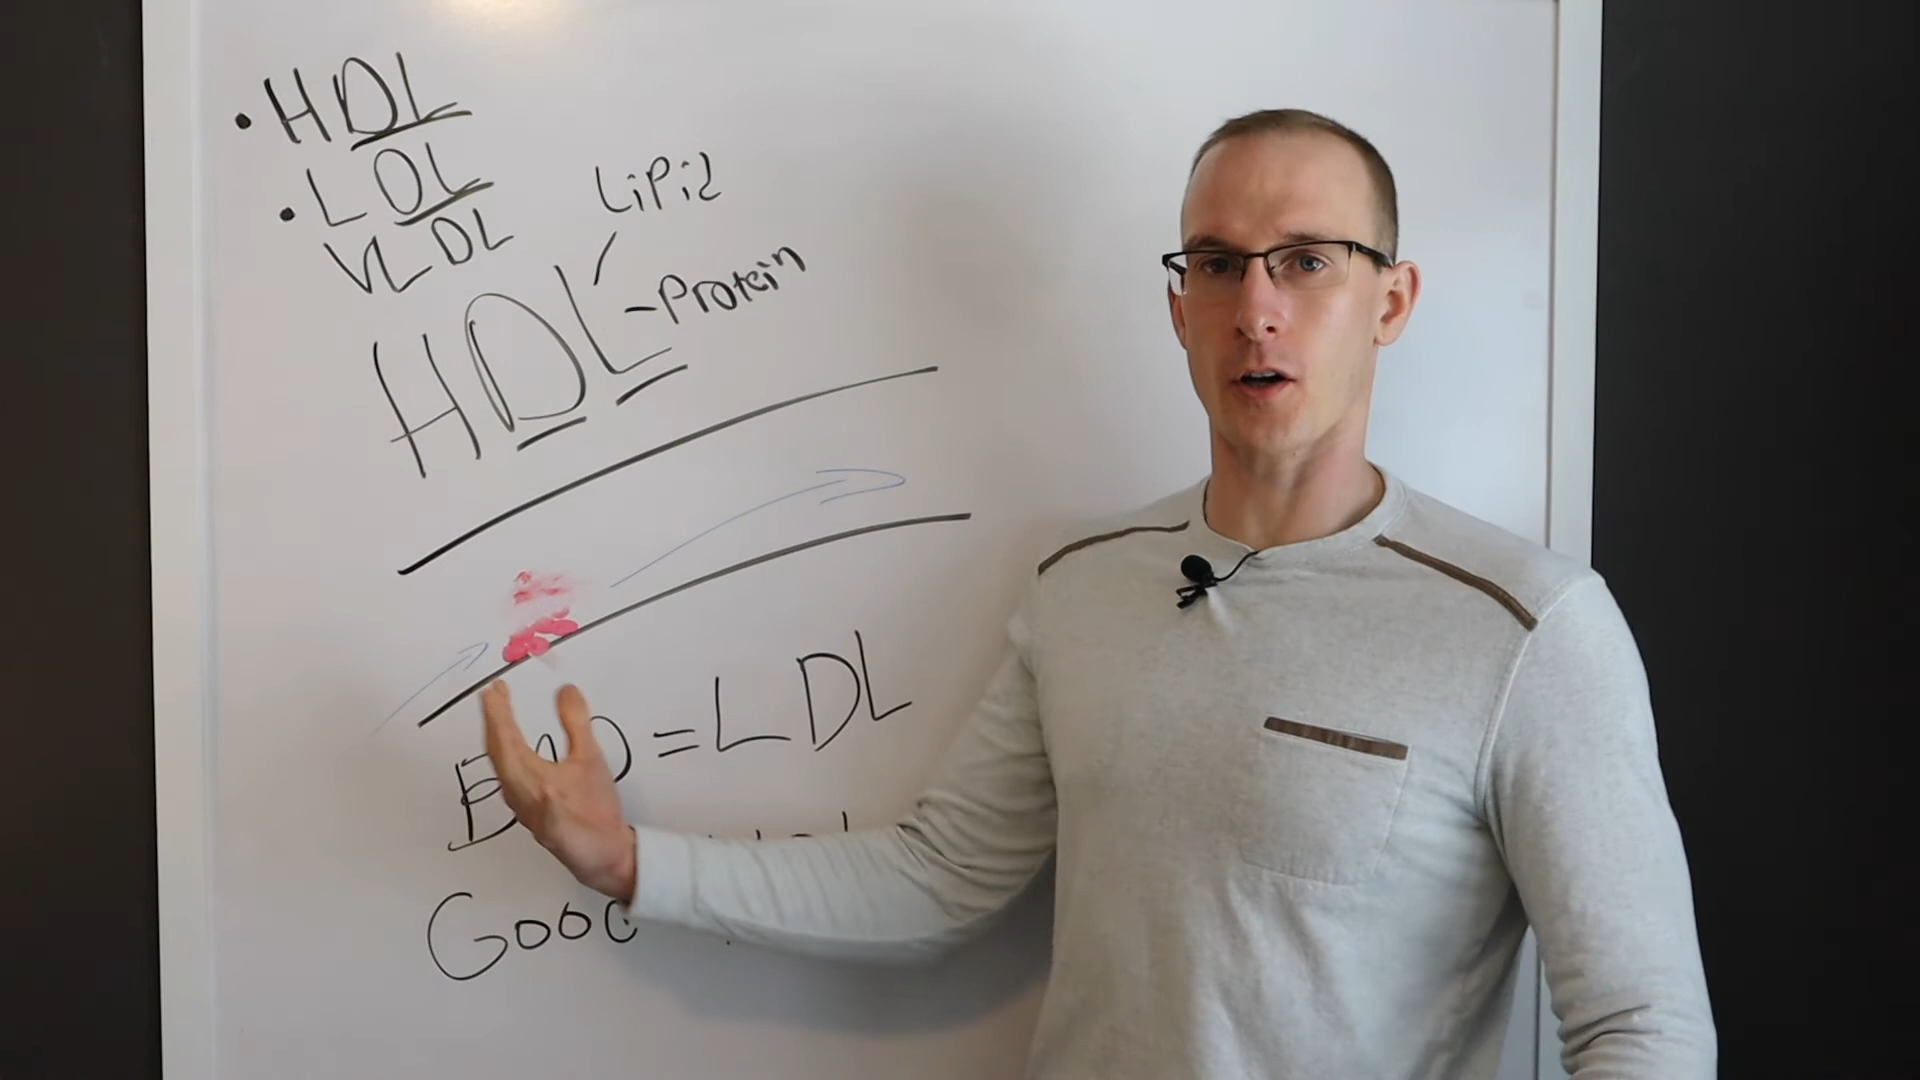 • HDL
• LDL
VLDL
LiPid
HDL
-Protein
= LDL